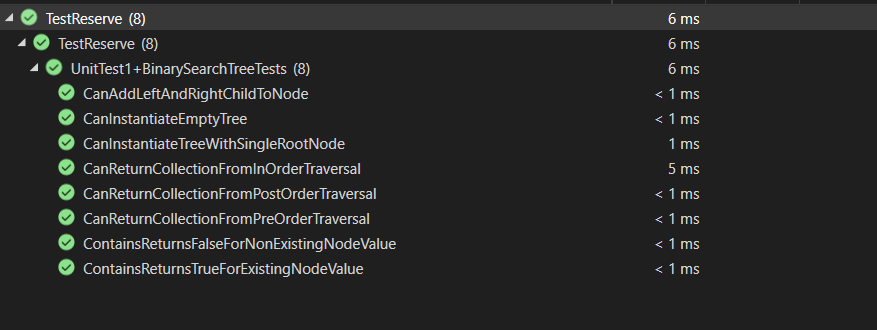 TestReserve (8) 6 ms
TestReserve (8) 6 ms
UnitTest1+BinarySearchTreeTests (8) 6 ms
CanAddLeftAndRightChildToNode < 1 ms
CanInstantiateEmptyTree < 1 ms
CanInstantiateTreeWithSingleRootNode 1 ms
CanReturnCollectionFromInOrderTraversal 5 ms
CanReturnCollectionFromPostOrderTraversal < 1 ms
CanReturnCollectionFromPreOrderTraversal < 1 ms
ContainsReturnsFalseForNonExistingNodeValue < 1 ms
ContainsReturnsTrueForExistingNodeValue < 1 ms